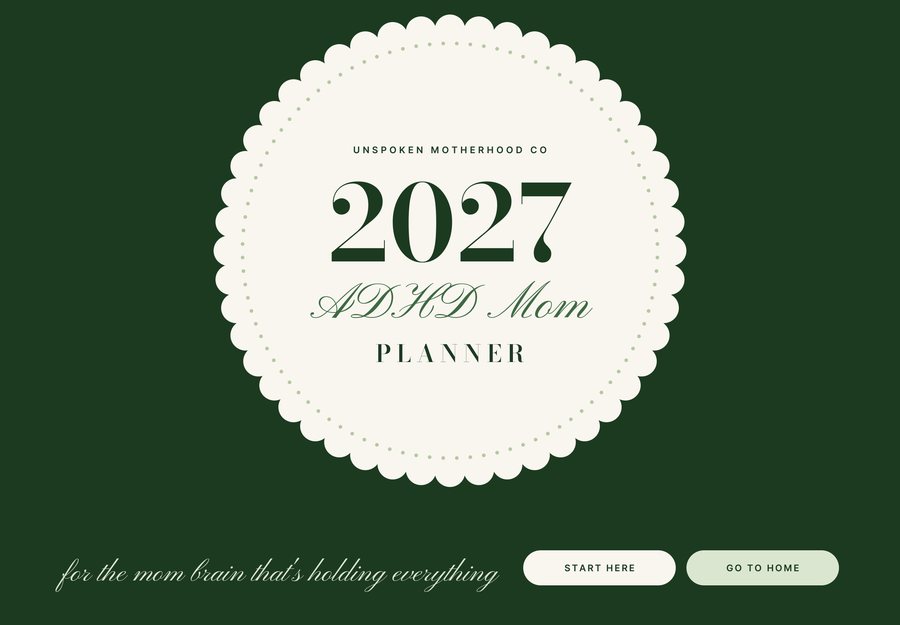 UNSPOKEN MOTHERHOOD CO
2027
ADHD Mom
PLANNER
for the mom brain that's holding everything
START HERE
GO TO HOME